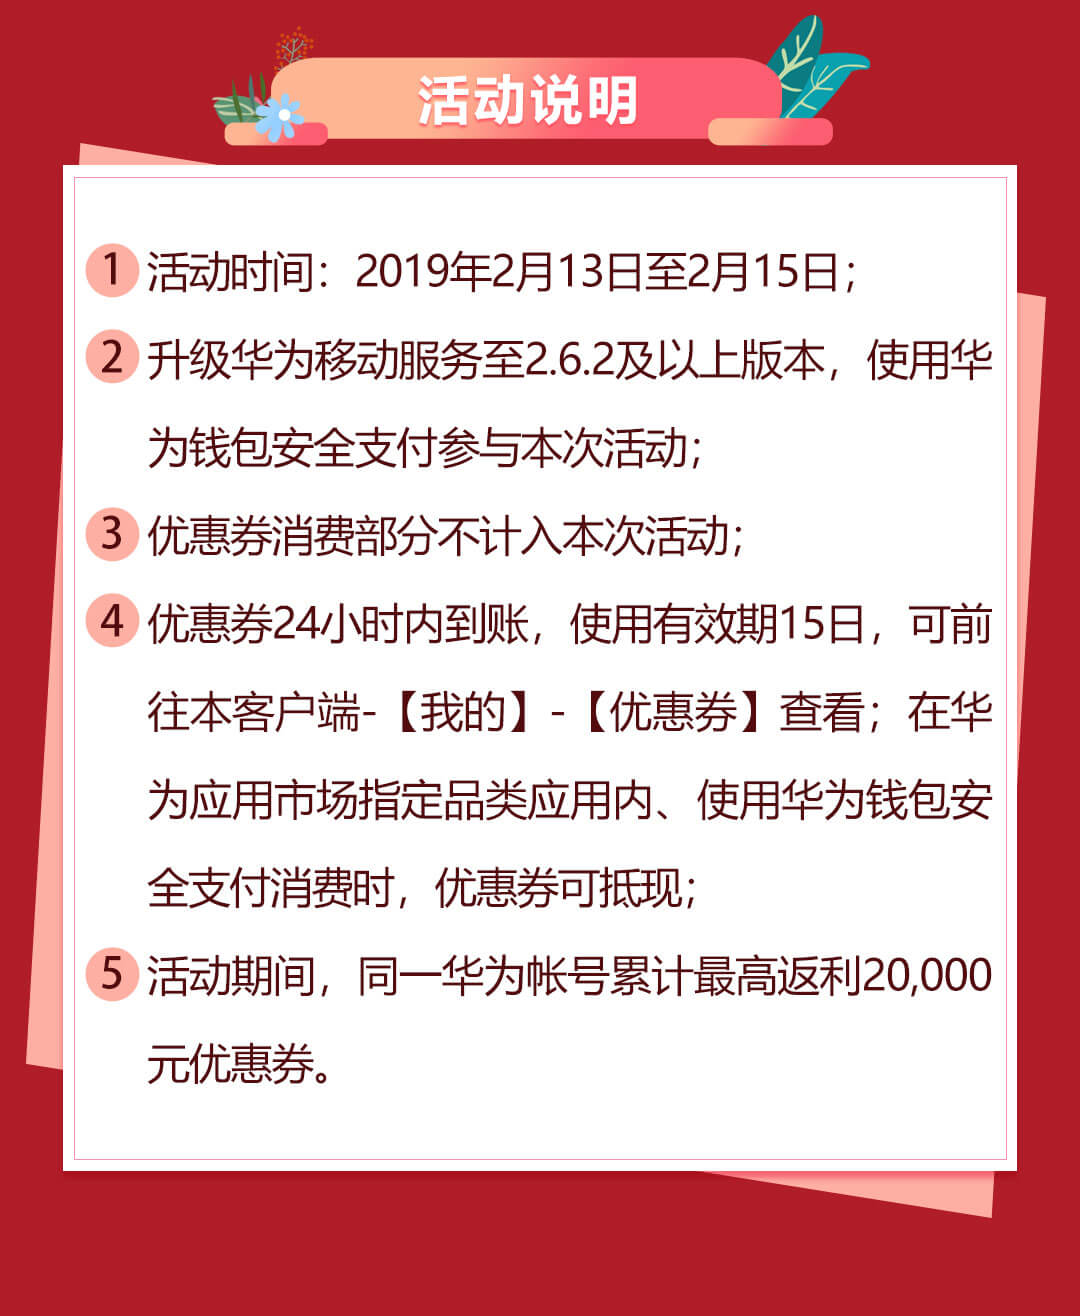 活动说明
1 活动时间：2019年2月13日至2月15日；
2 升级华为移动服务至2.6.2及以上版本，使用华
为钱包安全支付参与本次活动；
3 优惠券消费部分不计入本次活动；
4 优惠券24小时内到账，使用有效期15日，可前
往本客户端-【我的】-【优惠券】查看；在华
为应用市场指定品类应用内、使用华为钱包安
全支付消费时，优惠券可抵现；
5 活动期间，同一华为帐号累计最高返利20,000
元优惠券。